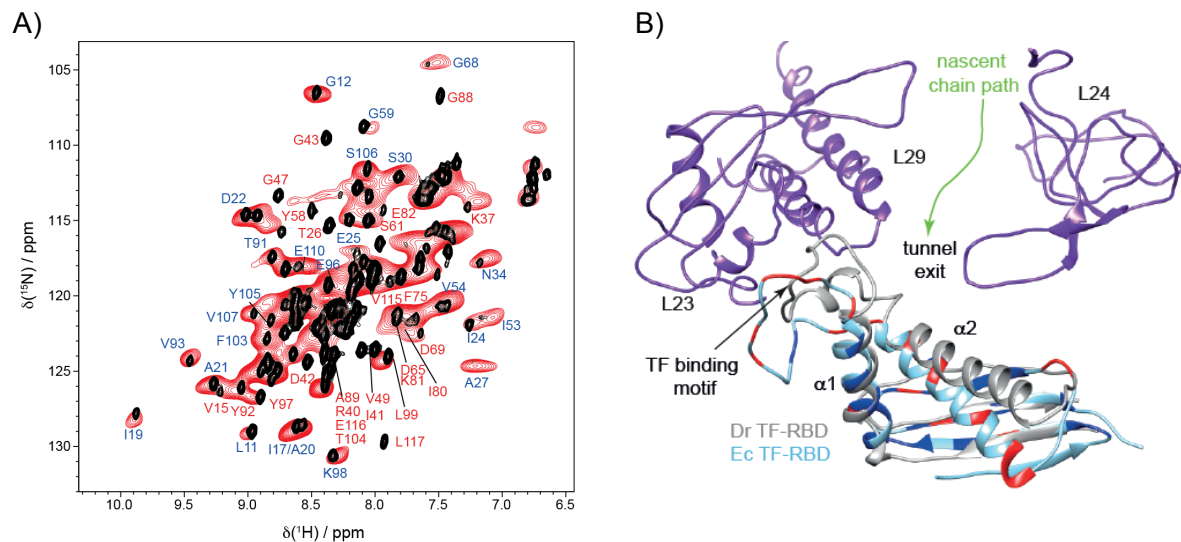 A)
B)
105
110
115
120
125
130
δ(¹⁵N) / ppm
10.0 9.5 9.0 8.5 8.0 7.5 7.0 6.5
δ(¹H) / ppm
G68
G12
G88
G59
G43
S106 S30
G47
D22
Y58
E82
K37
T26
S61
T91
E110
E25
E96
N34
Y105
V115
F75
V54
V107
I53
F103
I24
V93
D69
D65
K81
I80
A27
A21
D42
A89
V49
L99
V15
Y92
Y97
R40
I41
E116
T104
I19
L11
I17/A20
L117
K98
nascent
chain path
L24
L29
tunnel
exit
L23
TF binding
motif
α2
α1
Dr TF-RBD
Ec TF-RBD